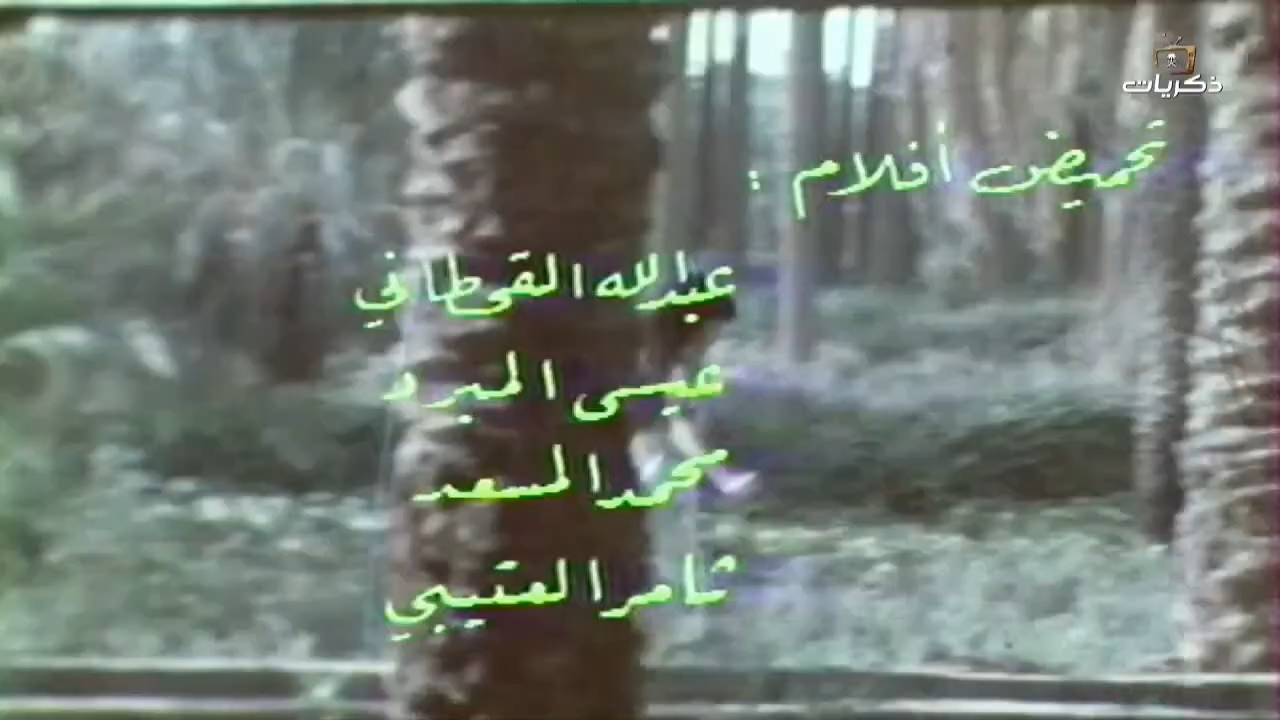 ذكريات
تحميض أفلام :
عبدالله القحطاني
عيسى المبرد
محمد المسعد
ثامر العتيبي